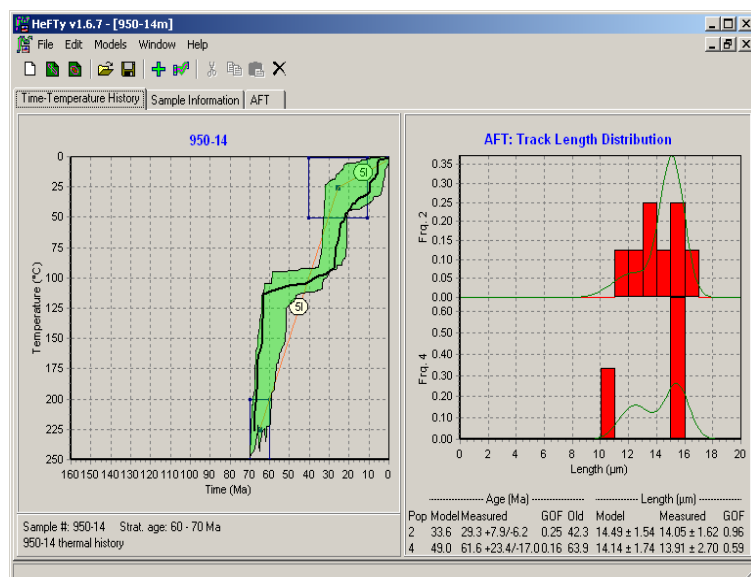 HeFTy v1.6.7 - [950-14m]
File Edit Models Window Help
Time-Temperature History Sample Information AFT
950-14
0
25
50
75
100
125
150
175
200
225
250
Temperature (°C)
5l
5l
160 150 140 130 120 110 100 90 80 70 60 50 40 30 20 10 0
Time (Ma)
Sample #: 950-14 Strat. age: 60 - 70 Ma
950-14 thermal history
AFT: Track Length Distribution
0.35
0.30
0.25
0.20
0.15
0.10
0.05
0.00
Frq. 2
0.60
0.50
0.40
0.30
0.20
0.10
0.00
Frq. 4
0 2 4 6 8 10 12 14 16 18 20
Length (µm)
Age (Ma) Length (µm)
Pop Model Measured GOF Old Model Measured GOF
2 33.6 29.3 +7.9/-6.2 0.25 42.3 14.49 ± 1.54 14.05 ± 1.62 0.96
4 49.0 61.6 +23.4/-17.0 0.16 63.9 14.14 ± 1.74 13.91 ± 2.70 0.59